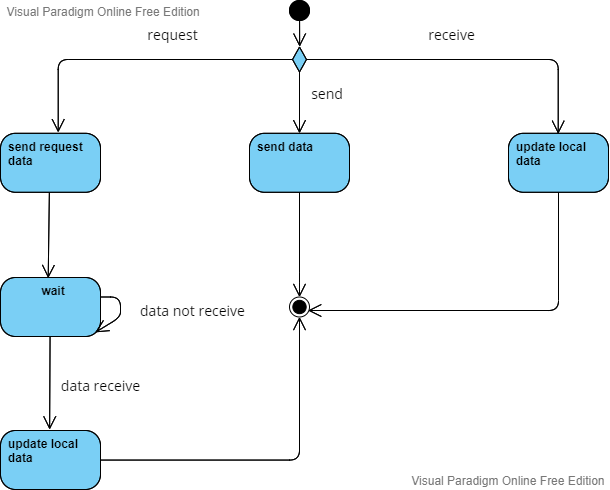 Visual Paradigm Online Free Edition
request
receive
send
send request
data
send data
update local
data
wait
data not receive
data receive
update local
data
Visual Paradigm Online Free Edition